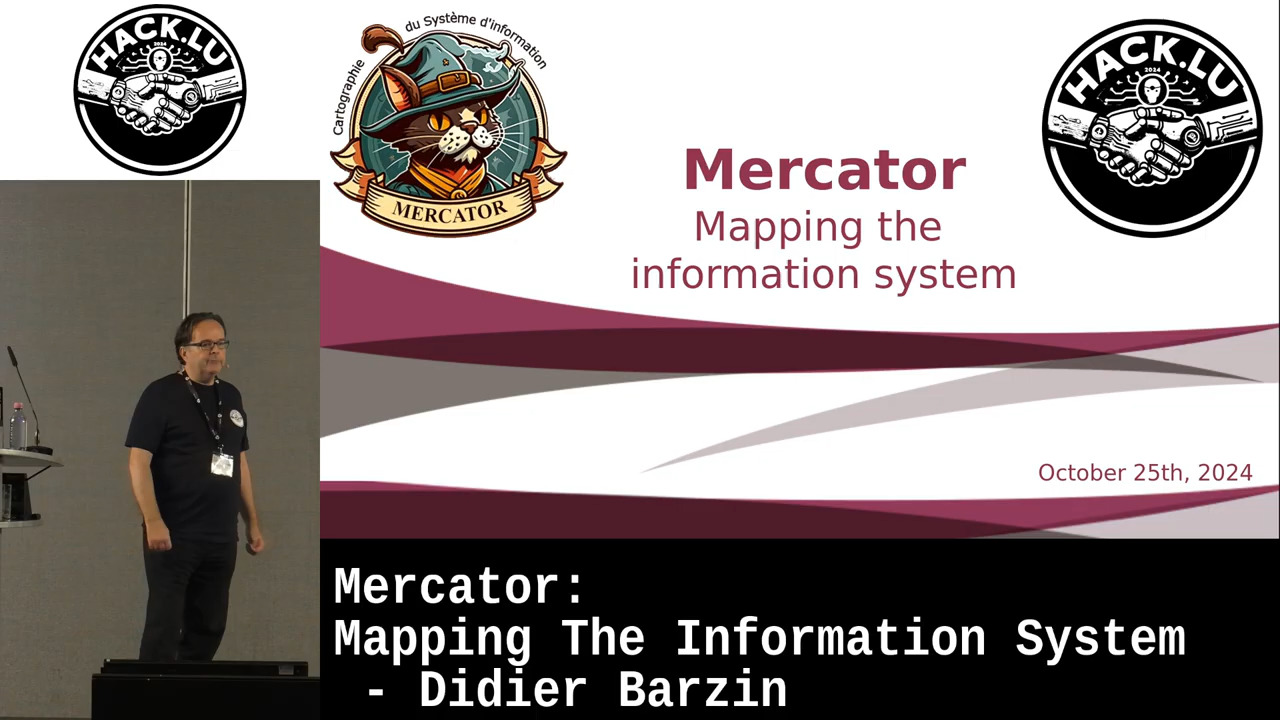 HACK.LU
2024
Cartographie du Système d'information
MERCATOR
HACK.LU
2024
Mercator
Mapping the
information system
October 25th, 2024
Mercator:
Mapping The Information System
- Didier Barzin